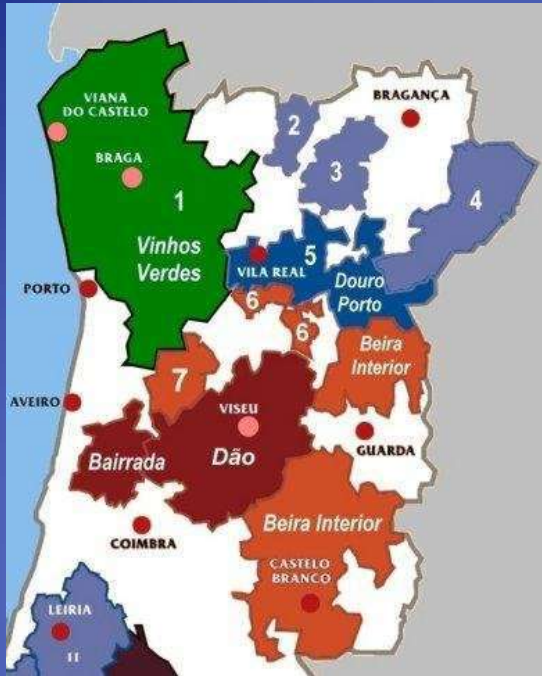 VIANA
DO CASTELO
BRAGANÇA
2
BRAGA
3
1
4
Vinhos
Verdes
5
VILA REAL
Douro
Porto
PORTO
6
6
Beira
Interior
7
AVEIRO
VISEU
GUARDA
Bairrada
Dão
Beira Interior
COIMBRA
CASTELO
BRANCO
LEIRIA
11